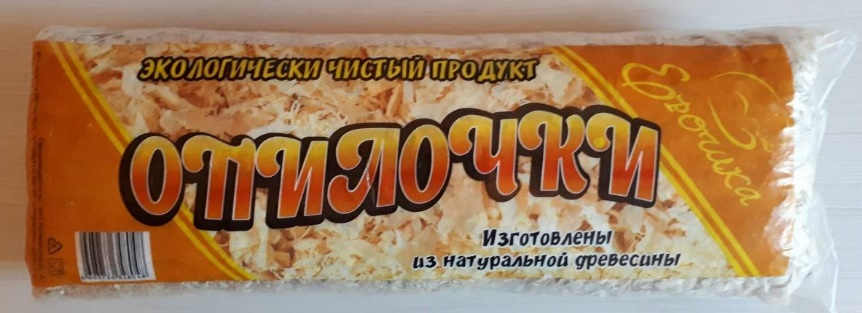 ЭКОЛОГИЧЕСКИ ЧИСТЫЙ ПРОДУКТ
ОПИЛОЧКИ
Изготовлены
из натуральной древесины